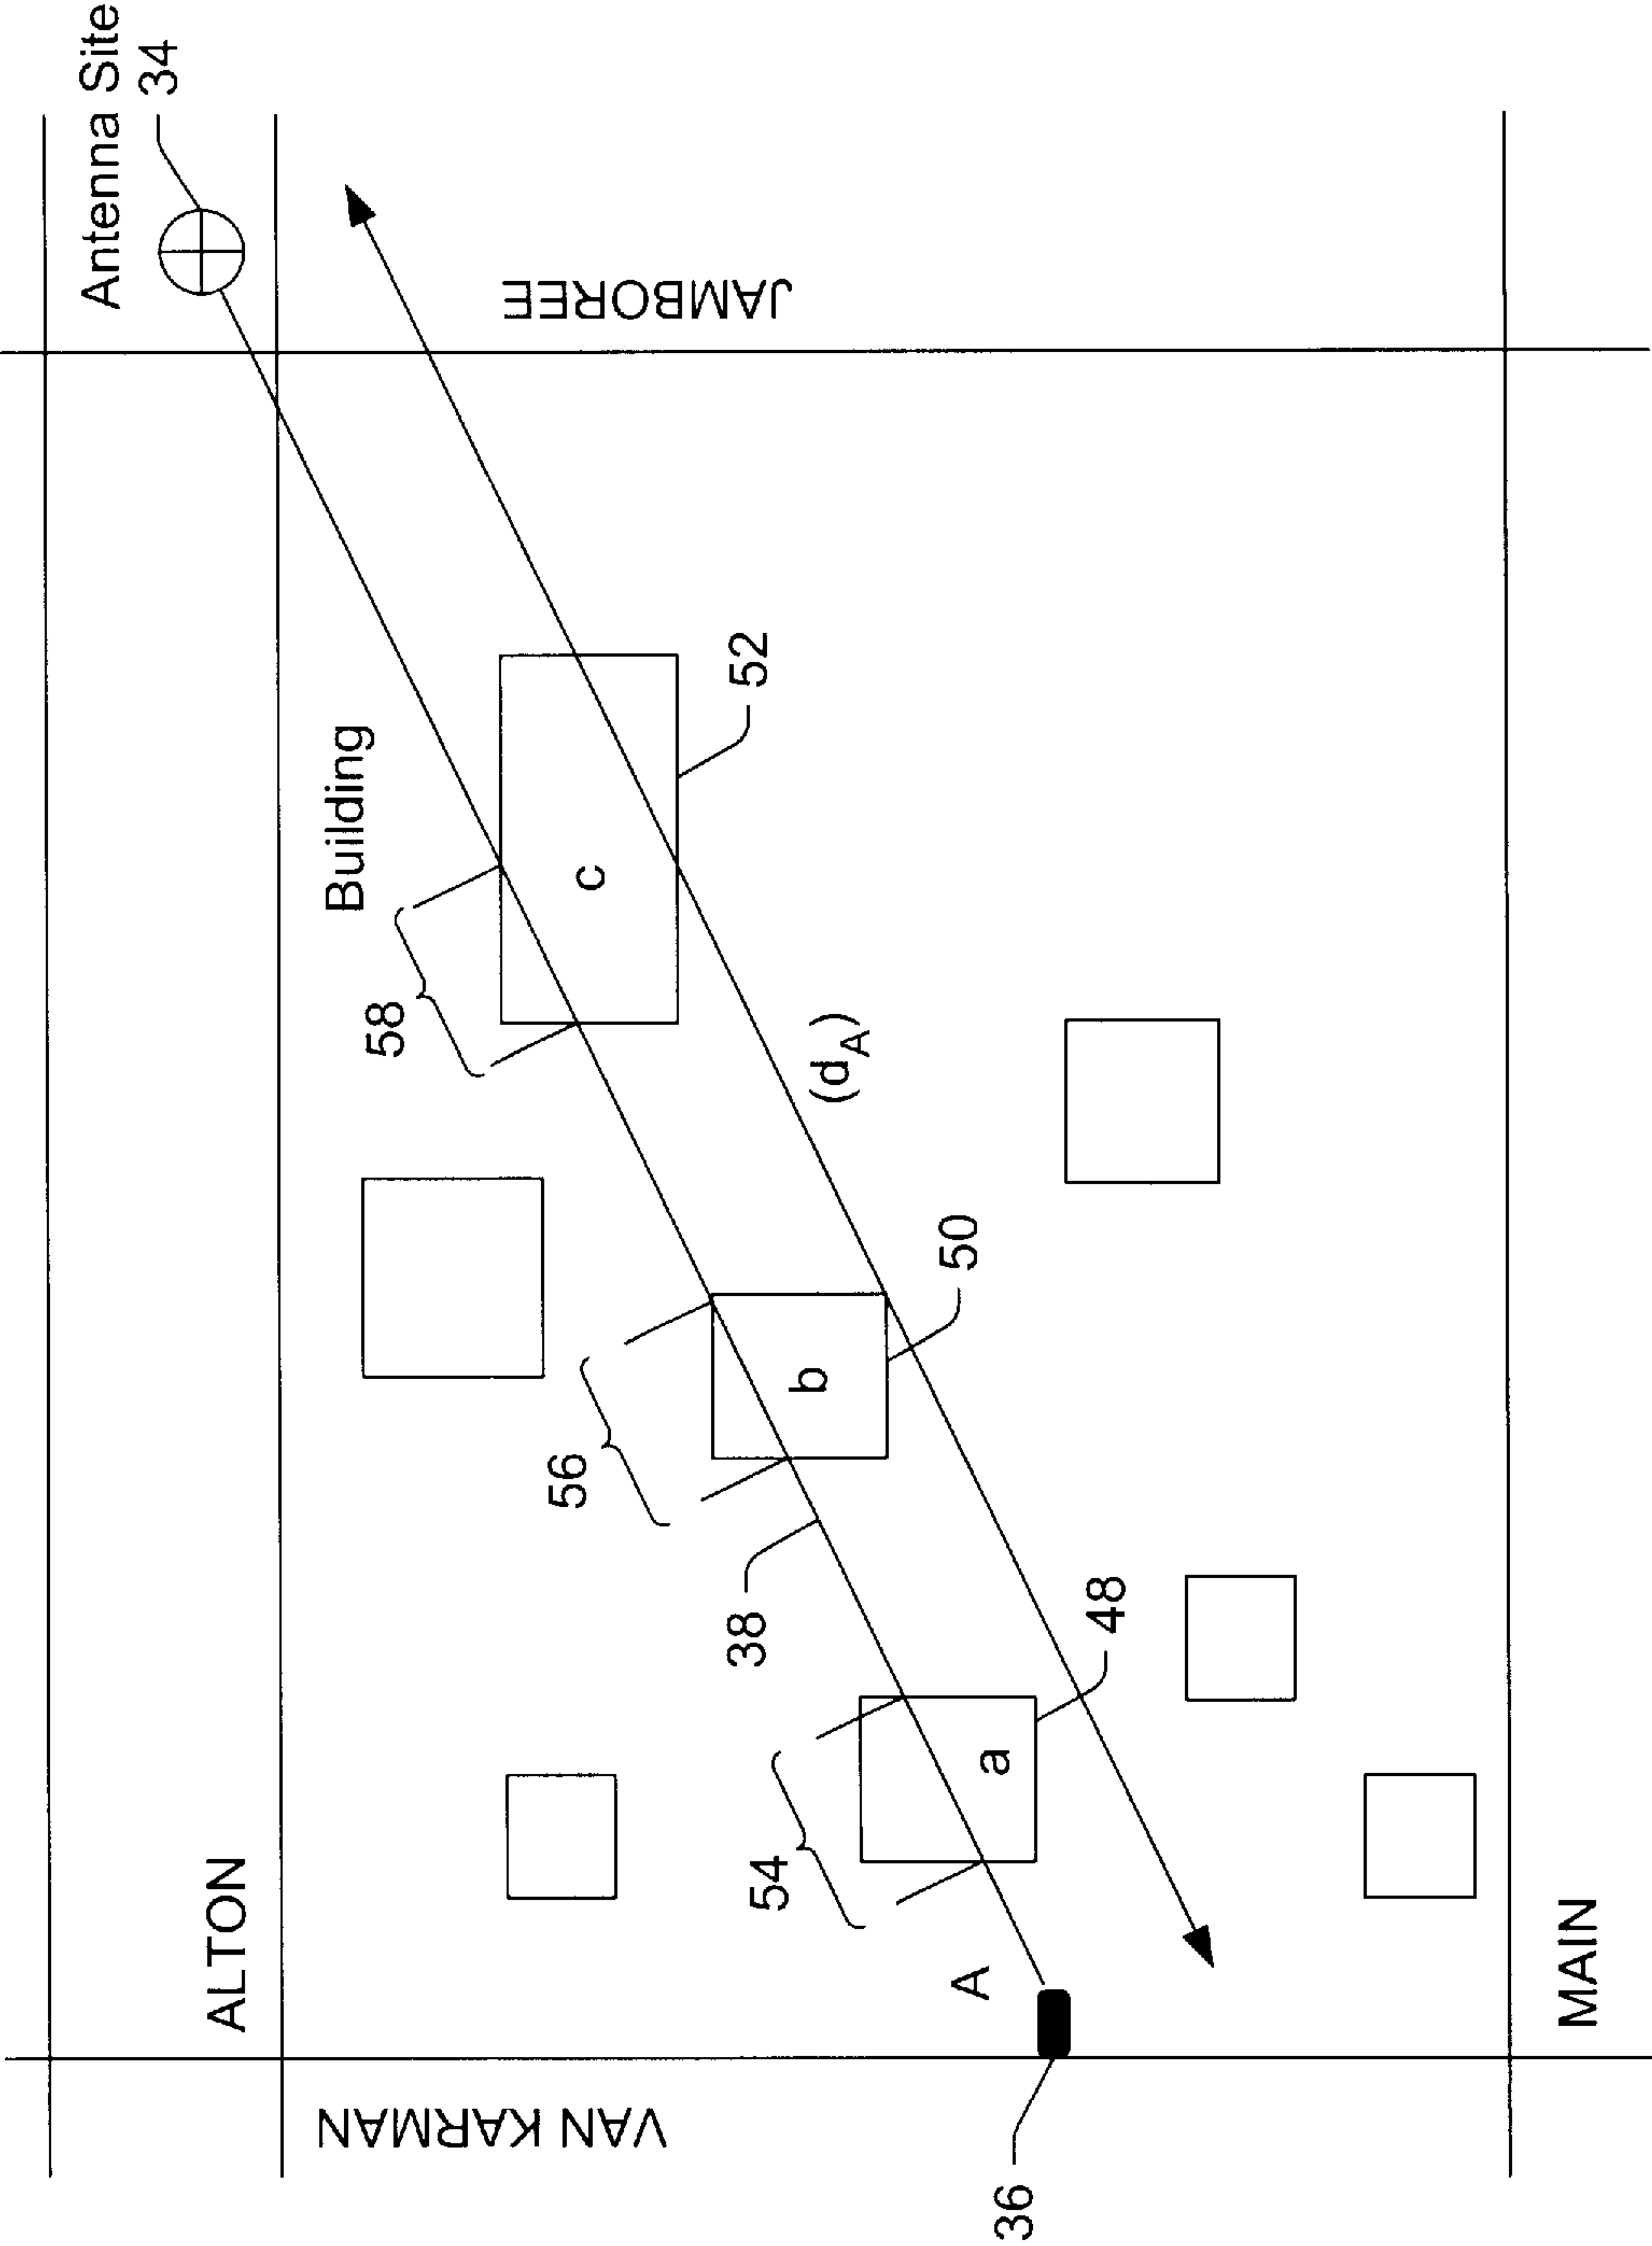 Antenna Site
34
ALTON
Building
JAMBOREE
VAN KARMAN
58
c
52
56
b
50
(dA)
38
54
a
48
A
36
MAIN